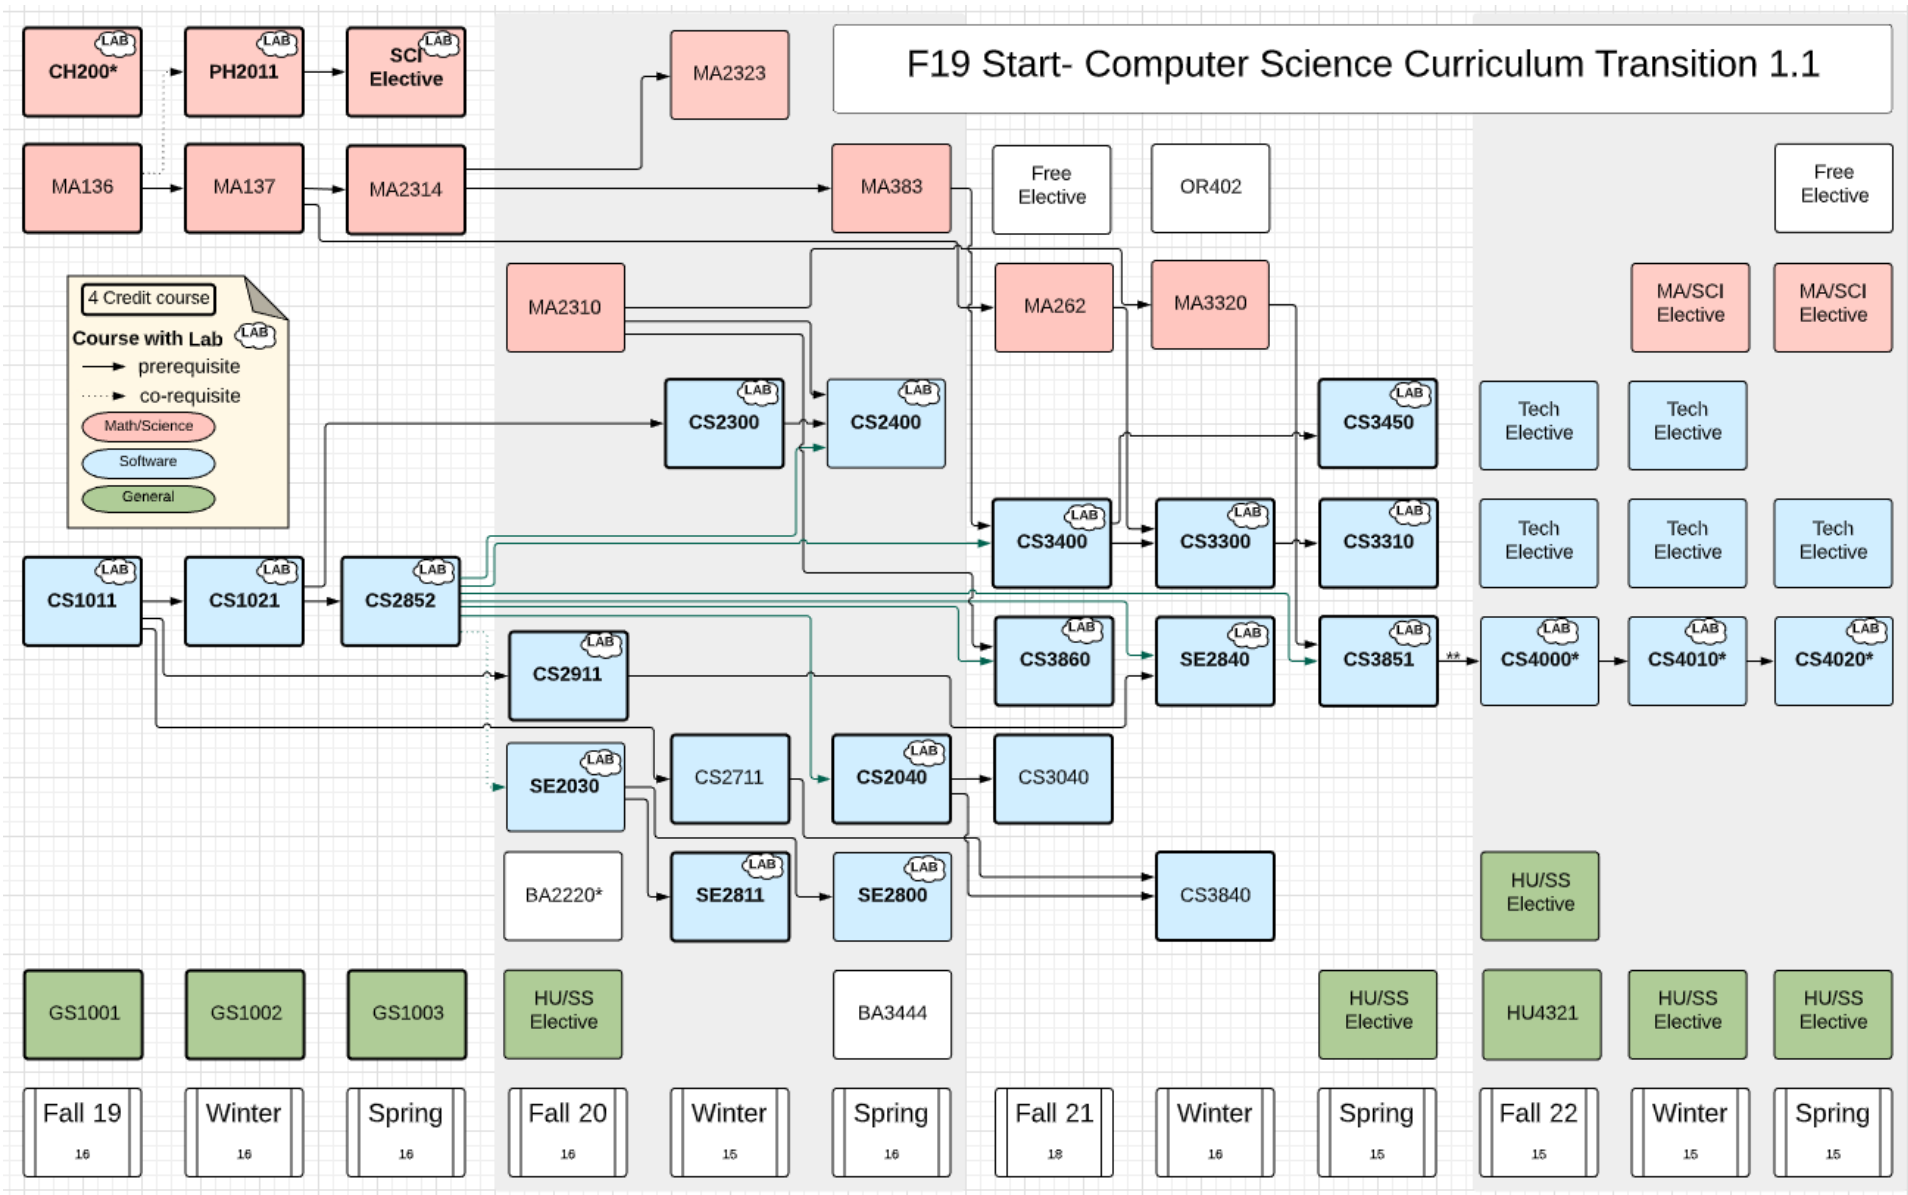 F19 Start- Computer Science Curriculum Transition 1.1
LAB
CH200*
LAB
PH2011
LAB
SCI
Elective
MA2323
MA136
MA137
MA2314
MA383
Free
Elective
OR402
Free
Elective
4 Credit course
Course with Lab
LAB
prerequisite
co-requisite
Math/Science
Software
General
MA2310
MA262
MA3320
MA/SCI
Elective
MA/SCI
Elective
LAB
CS2300
LAB
CS2400
LAB
CS3450
Tech
Elective
Tech
Elective
LAB
CS3400
LAB
CS3300
LAB
CS3310
Tech
Elective
Tech
Elective
Tech
Elective
LAB
CS1011
LAB
CS1021
LAB
CS2852
LAB
CS2911
LAB
CS3860
LAB
SE2840
LAB
CS3851
**
LAB
CS4000*
LAB
CS4010*
LAB
CS4020*
LAB
SE2030
CS2711
LAB
CS2040
CS3040
BA2220*
LAB
SE2811
LAB
SE2800
CS3840
HU/SS
Elective
GS1001
GS1002
GS1003
HU/SS
Elective
BA3444
HU/SS
Elective
HU4321
HU/SS
Elective
HU/SS
Elective
Fall 19
16
Winter
16
Spring
16
Fall 20
16
Winter
15
Spring
16
Fall 21
18
Winter
16
Spring
15
Fall 22
15
Winter
15
Spring
15